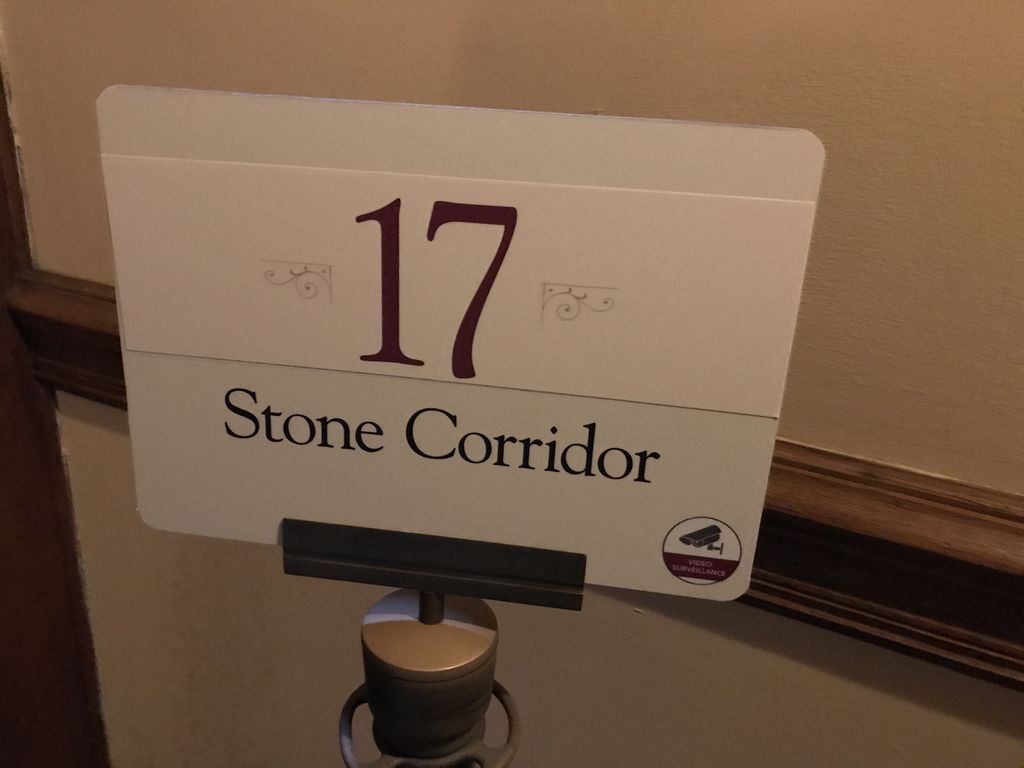 17
Stone Corridor
VIDEO
SURVEILLANCE